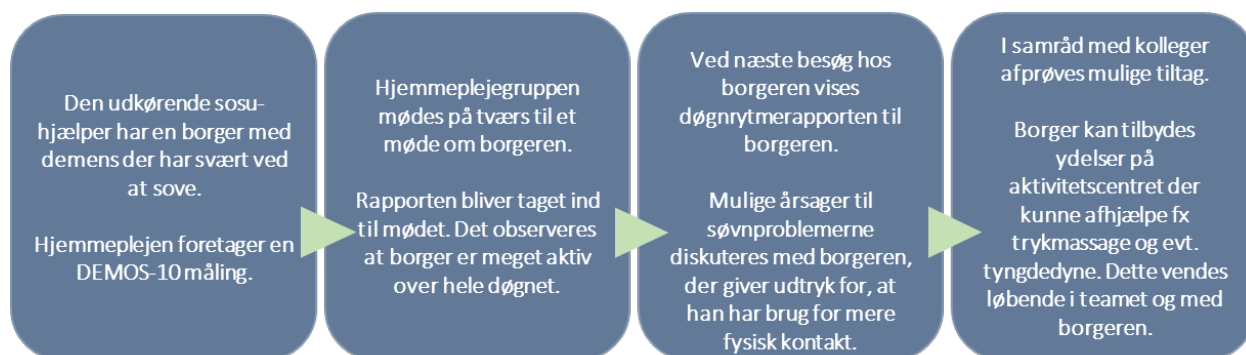 Den udkørende sosu-
hjælper har en borger med
demens der har svært ved
at sove.
Hjemmeplejen foretager en
DEMOS-10 måling.
Hjemmeplejegruppen
mødes på tværs til et
møde om borgeren.
Rapporten bliver taget ind
til mødet. Det observeres
at borger er meget aktiv
over hele døgnet.
Ved næste besøg hos
borgeren vises
døgnrytmerapporten til
borgeren.
Mulige årsager til
søvnproblemerne
diskuteres med borgeren,
der giver udtryk for, at
han har brug for mere
fysisk kontakt.
I samråd med kolleger
afprøves mulige tiltag.
Borger kan tilbydes
ydelser på
aktivitetscentret der
kunne afhjælpe fx
trykmassage og evt.
tyngdedyne. Dette vendes
løbende i teamet og med
borgeren.